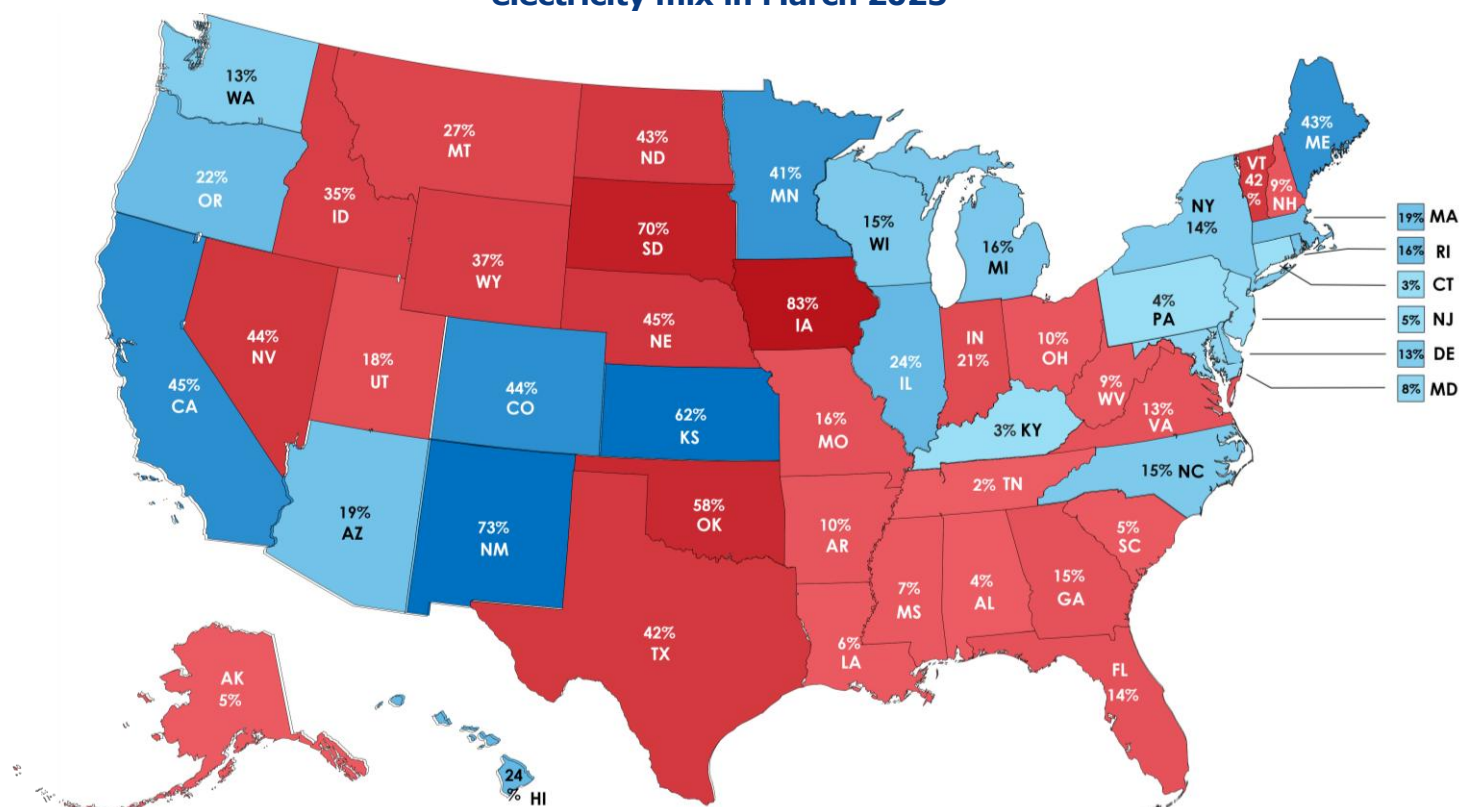 electricity mix in March 2025
13%
WA
22%
OR
45%
CA
44%
NV
35%
ID
27%
MT
37%
WY
18%
UT
19%
AZ
44%
CO
73%
NM
43%
ND
70%
SD
45%
NE
62%
KS
58%
OK
42%
TX
41%
MN
83%
IA
16%
MO
10%
AR
6%
LA
15%
WI
24%
IL
16%
MI
IN
21%
10%
OH
3% KY
2% TN
7%
MS
4%
AL
15%
GA
FL
14%
5%
SC
15% NC
13%
VA
9%
WV
4%
PA
NY
14%
VT
42
%
9%
NH
43%
ME
19% MA
16% RI
3% CT
5% NJ
13% DE
8% MD
AK
5%
24
% HI